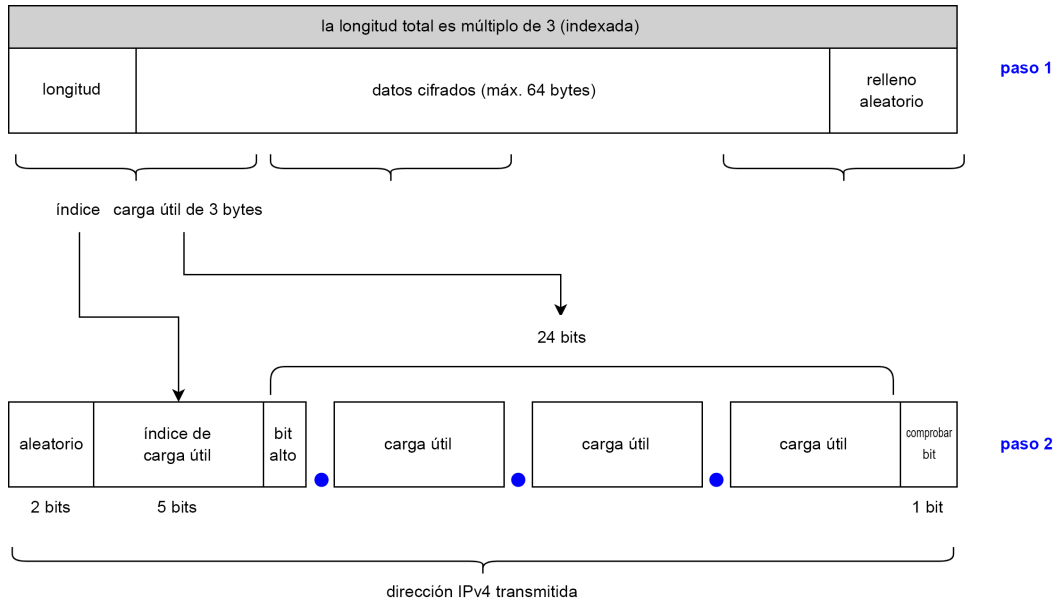 la longitud total es múltiplo de 3 (indexada)
longitud
datos cifrados (máx. 64 bytes)
relleno
aleatorio
paso 1
índice
carga útil de 3 bytes
24 bits
aleatorio
índice de
carga útil
bit
alto
carga útil
carga útil
carga útil
comprobar
bit
paso 2
2 bits
5 bits
1 bit
dirección IPv4 transmitida